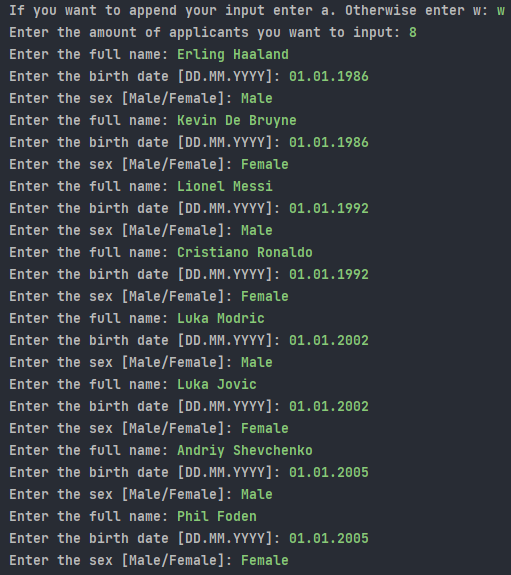 If you want to append your input enter a. Otherwise enter w: w
Enter the amount of applicants you want to input: 8
Enter the full name: Erling Haaland
Enter the birth date [DD.MM.YYYY]: 01.01.1986
Enter the sex [Male/Female]: Male
Enter the full name: Kevin De Bruyne
Enter the birth date [DD.MM.YYYY]: 01.01.1986
Enter the sex [Male/Female]: Female
Enter the full name: Lionel Messi
Enter the birth date [DD.MM.YYYY]: 01.01.1992
Enter the sex [Male/Female]: Male
Enter the full name: Cristiano Ronaldo
Enter the birth date [DD.MM.YYYY]: 01.01.1992
Enter the sex [Male/Female]: Female
Enter the full name: Luka Modric
Enter the birth date [DD.MM.YYYY]: 01.01.2002
Enter the sex [Male/Female]: Male
Enter the full name: Luka Jovic
Enter the birth date [DD.MM.YYYY]: 01.01.2002
Enter the sex [Male/Female]: Female
Enter the full name: Andriy Shevchenko
Enter the birth date [DD.MM.YYYY]: 01.01.2005
Enter the sex [Male/Female]: Male
Enter the full name: Phil Foden
Enter the birth date [DD.MM.YYYY]: 01.01.2005
Enter the sex [Male/Female]: Female